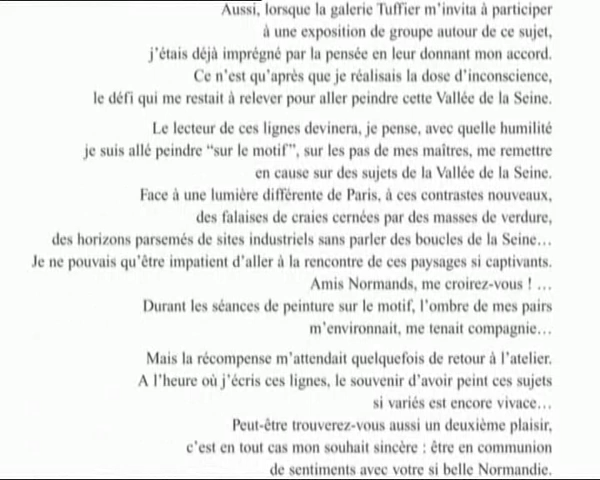 Aussi, lorsque la galerie Tuffier m'invita à participer
à une exposition de groupe autour de ce sujet,
j'étais déjà imprégné par la pensée en leur donnant mon accord.
Ce n'est qu'après que je réalisais la dose d'inconscience,
le défi qui me restait à relever pour aller peindre cette Vallée de la Seine.
Le lecteur de ces lignes devinera, je pense, avec quelle humilité
je suis allé peindre “sur le motif”, sur les pas de mes maîtres, me remettre
en cause sur des sujets de la Vallée de la Seine.
Face à une lumière différente de Paris, à ces contrastes nouveaux,
des falaises de craies cernées par des masses de verdure,
des horizons parsemés de sites industriels sans parler des boucles de la Seine…
Je ne pouvais qu'être impatient d'aller à la rencontre de ces paysages si captivants.
Amis Normands, me croirez-vous ! …
Durant les séances de peinture sur le motif, l'ombre de mes pairs
m'environnait, me tenait compagnie…
Mais la récompense m'attendait quelquefois de retour à l'atelier.
A l'heure où j'écris ces lignes, le souvenir d'avoir peint ces sujets
si variés est encore vivace…
Peut-être trouverez-vous aussi un deuxième plaisir,
c'est en tout cas mon souhait sincère : être en communion
de sentiments avec votre si belle Normandie.